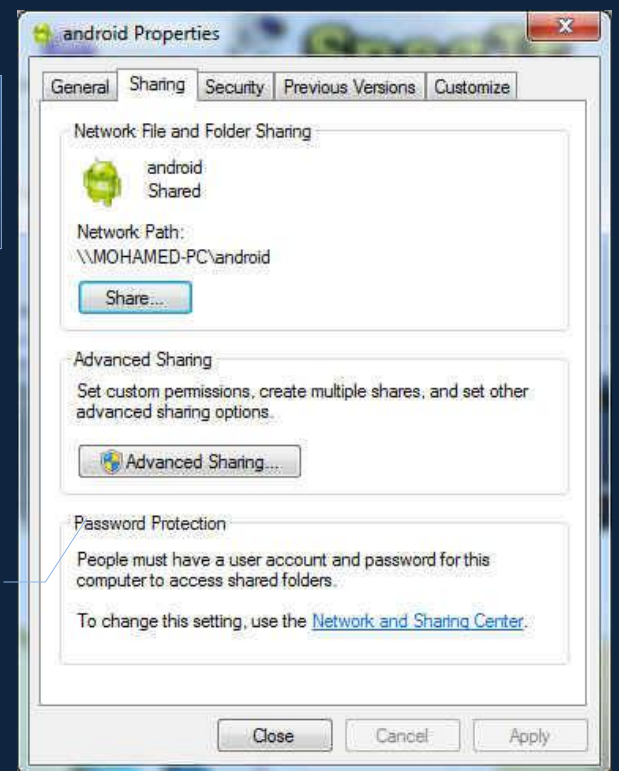 android Properties
General Sharing Security Previous Versions Customize
Network File and Folder Sharing
android
Shared
Network Path:
\\MOHAMED-PC\android
Share...
Advanced Sharing
Set custom permissions, create multiple shares, and set other
advanced sharing options.
Advanced Sharing...
Password Protection
People must have a user account and password for this
computer to access shared folders.
To change this setting, use the Network and Sharing Center.
Close Cancel Apply